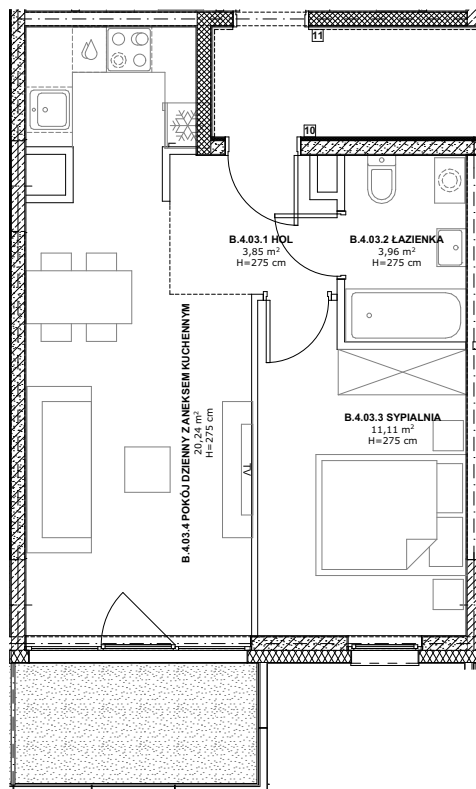 11
10
B.4.03.1 HOL
3,85 m²
H=275 cm
B.4.03.2 ŁAZIENKA
3,96 m²
H=275 cm
B.4.03.3 SYPIALNIA
11,11 m²
H=275 cm
B.4.03.4 POKÓJ DZIENNY Z ANEKSEM KUCHENNYM
20,24 m²
H=275 cm
TV